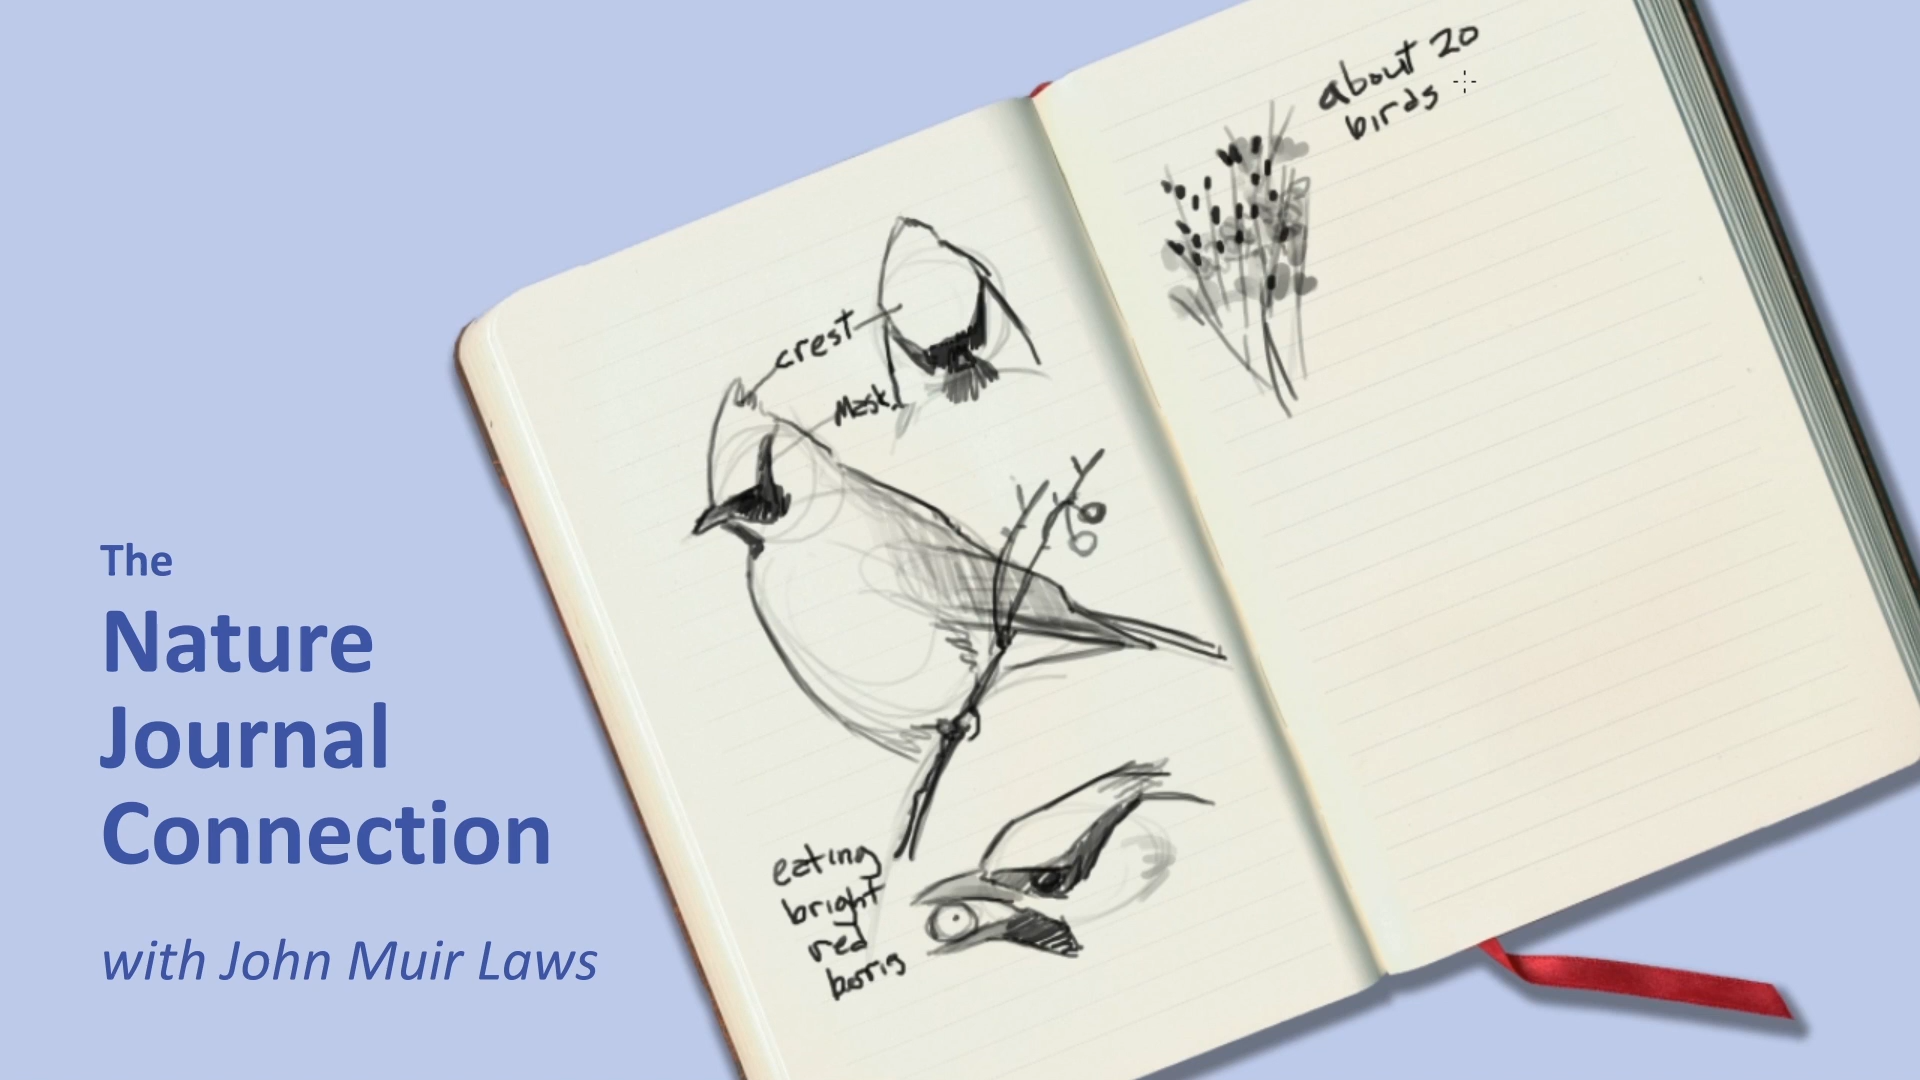 The
Nature
Journal
Connection
with John Muir Laws
crest
Mask
eating
bright
red
berris
about 20
birds